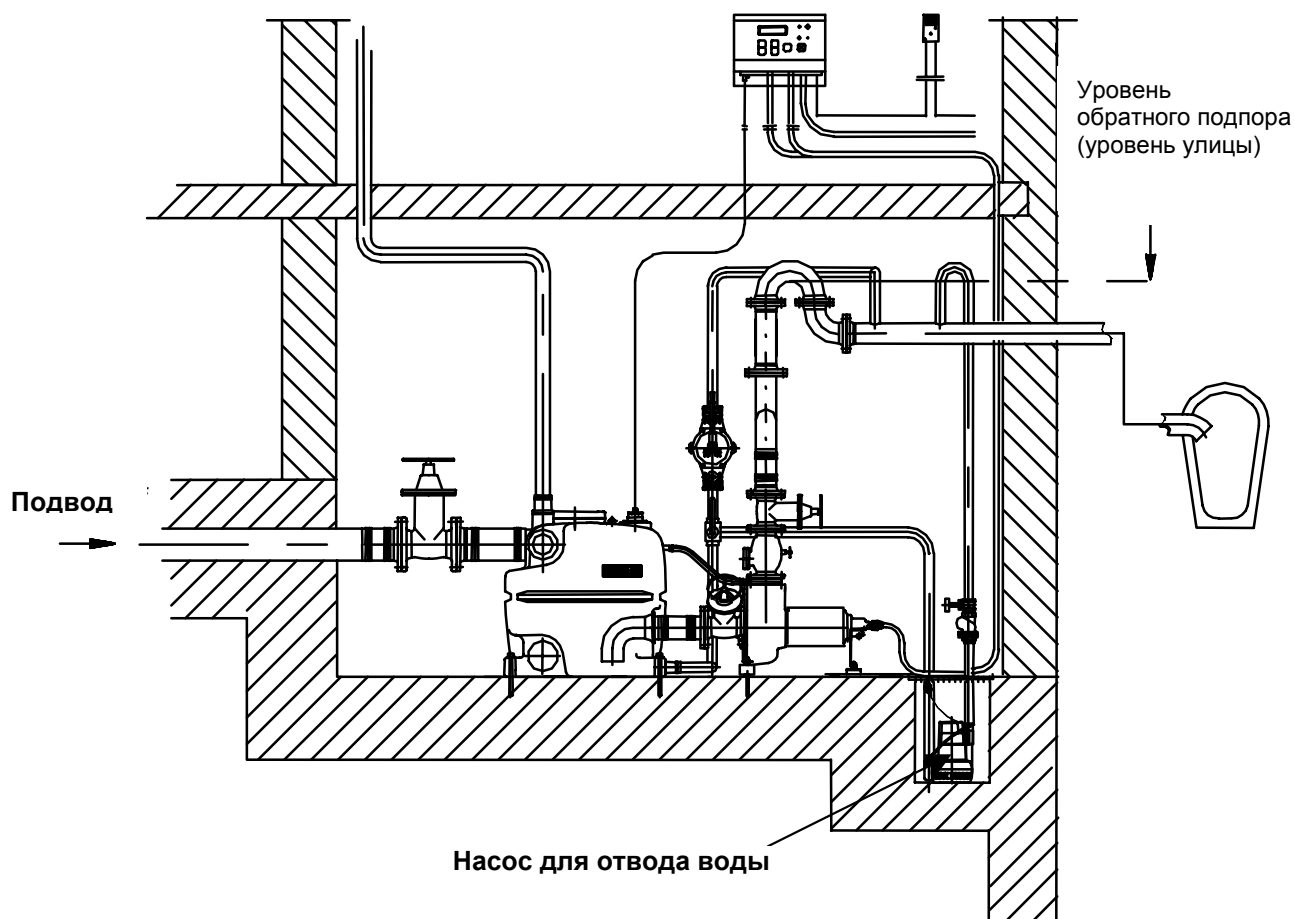 Уровень
обратного подпора
(уровень улицы)
Подвод
Насос для отвода воды